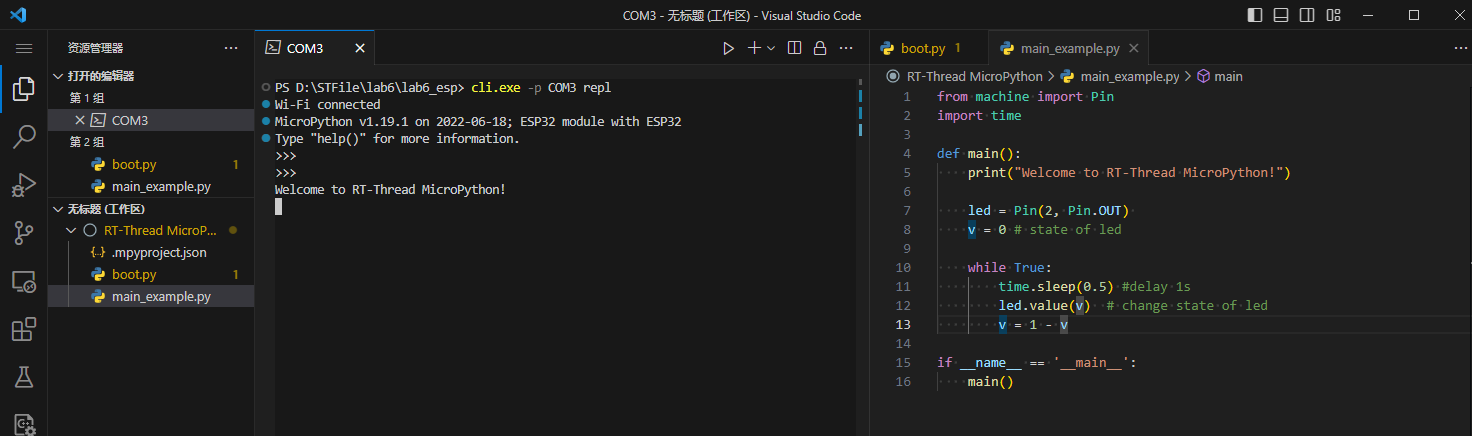 COM3 - 无标题 (工作区) - Visual Studio Code
资源管理器
打开的编辑器
第 1 组
COM3
第 2 组
boot.py 1
main_example.py
无标题 (工作区)
RT-Thread MicroP...
.mpyproject.json
boot.py 1
main_example.py
COM3
PS D:\STFile\lab6\lab6_esp> cli.exe -p COM3 repl
Wi-Fi connected
MicroPython v1.19.1 on 2022-06-18; ESP32 module with ESP32
Type "help()" for more information.
>>>
>>>
Welcome to RT-Thread MicroPython!
boot.py 1
main_example.py
RT-Thread MicroPython > main_example.py > main
1 from machine import Pin
2 import time
3
4 def main():
5     print("Welcome to RT-Thread MicroPython!")
6
7     led = Pin(2, Pin.OUT)
8     v = 0 # state of led
9
10     while True:
11         time.sleep(0.5) #delay 1s
12         led.value(v)  # change state of led
13         v = 1 - v
14
15 if __name__ == '__main__':
16     main()